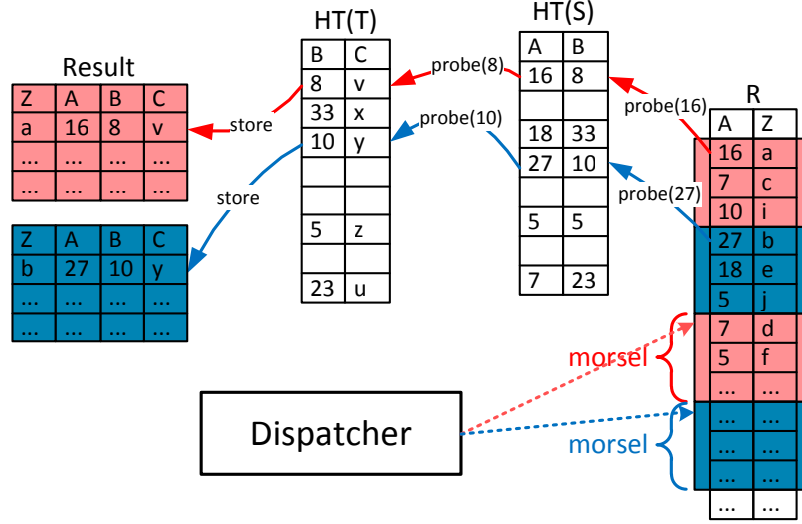 Result
Z A B C
a 16 8 v
... ... ... ...
... ... ... ...
Z A B C
b 27 10 y
... ... ... ...
... ... ... ...
store
store
HT(T)
B C
8 v
33 x
10 y
5 z
23 u
probe(8)
probe(10)
HT(S)
A B
16 8
18 33
27 10
5 5
7 23
probe(16)
probe(27)
R
A Z
16 a
7 c
10 i
27 b
18 e
5 j
7 d
5 f
... ...
... ...
... ...
... ...
... ...
morsel
morsel
Dispatcher